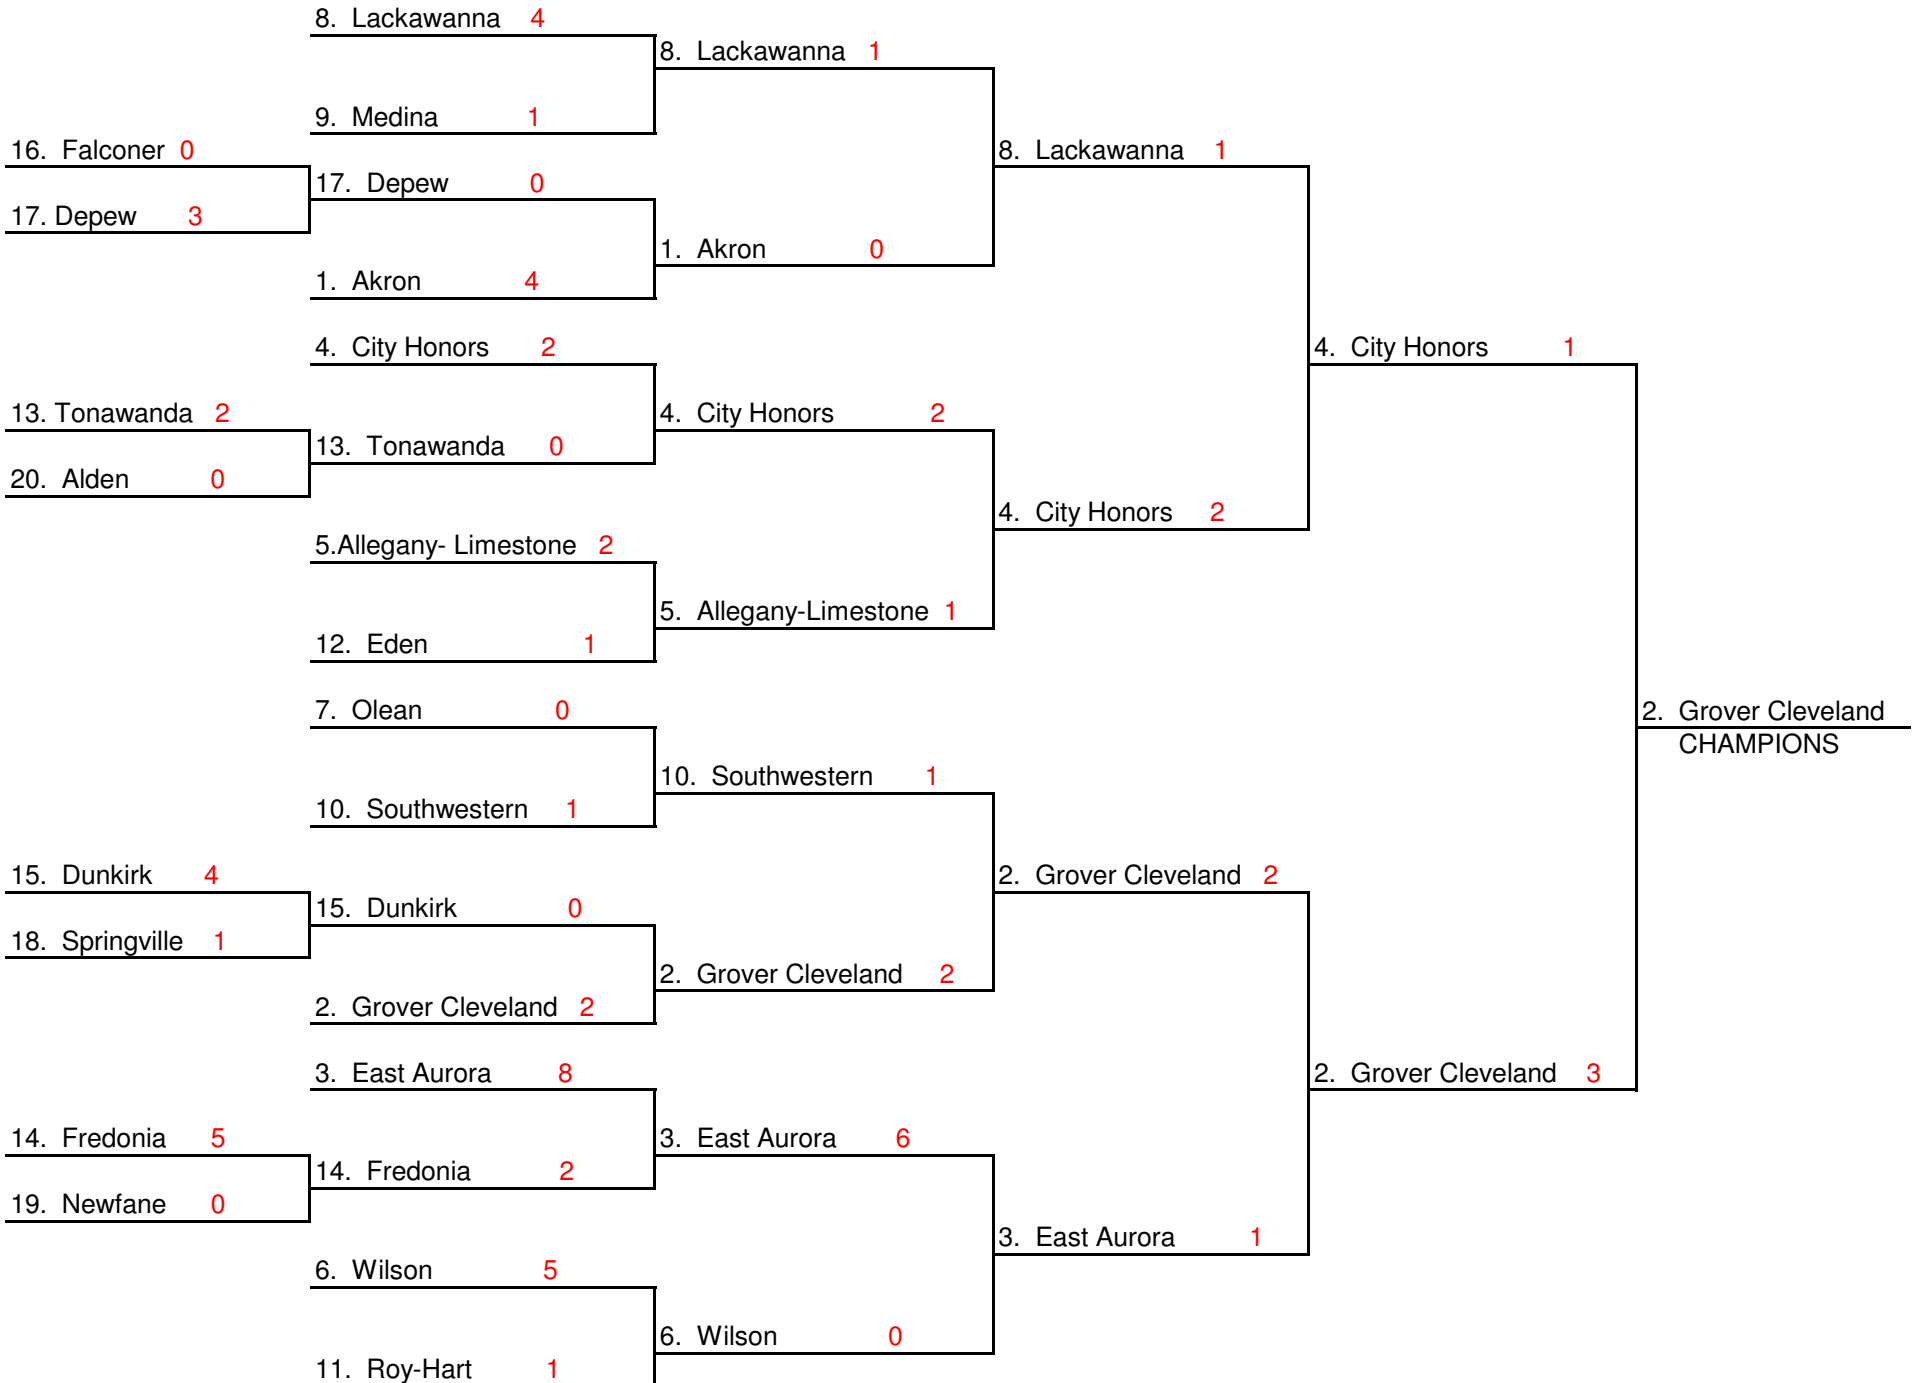 8. Lackawanna 4
8. Lackawanna 1
9. Medina 1
16. Falconer 0
8. Lackawanna 1
17. Depew 0
17. Depew 3
1. Akron 0
1. Akron 4
4. City Honors 2
4. City Honors 1
13. Tonawanda 2
4. City Honors 2
13. Tonawanda 0
20. Alden 0
4. City Honors 2
5.Allegany- Limestone 2
5. Allegany-Limestone 1
12. Eden 1
7. Olean 0
2. Grover Cleveland
CHAMPIONS
10. Southwestern 1
10. Southwestern 1
15. Dunkirk 4
2. Grover Cleveland 2
15. Dunkirk 0
18. Springville 1
2. Grover Cleveland 2
2. Grover Cleveland 2
3. East Aurora 8
2. Grover Cleveland 3
14. Fredonia 5
3. East Aurora 6
14. Fredonia 2
19. Newfane 0
3. East Aurora 1
6. Wilson 5
6. Wilson 0
11. Roy-Hart 1